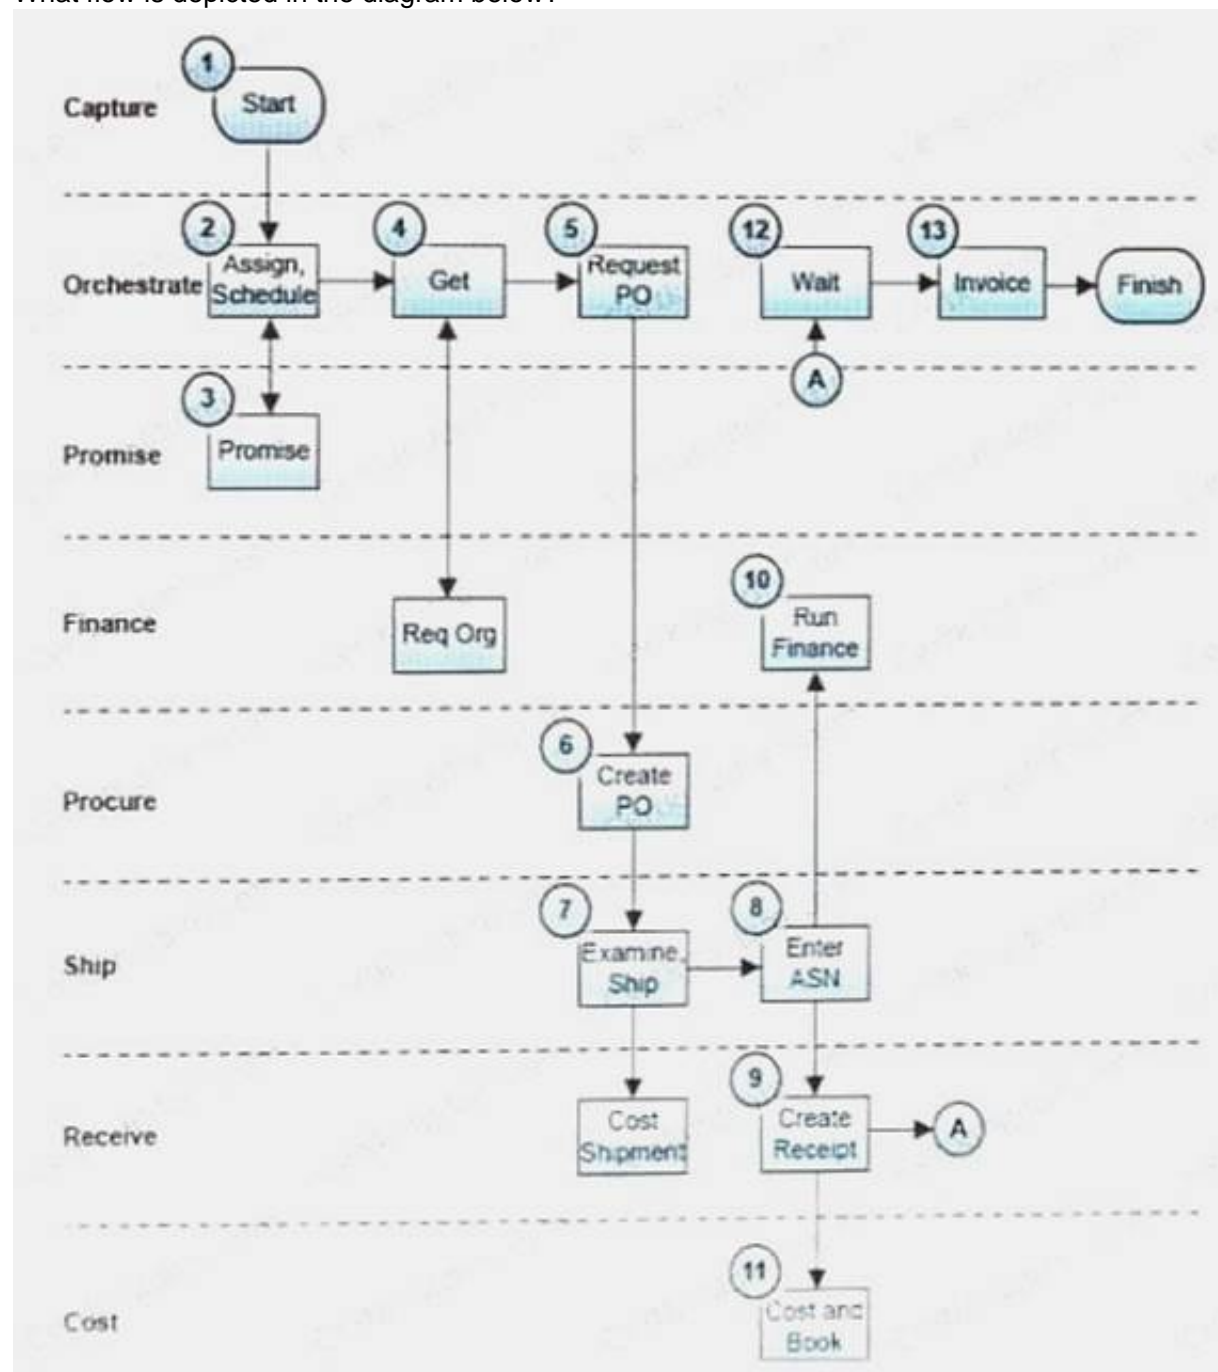 What flow is depicted in the diagram below?
1
Capture
Start
2
4
5
12
13
Orchestrate
Assign,
Schedule
Get
Request
PO
Wait
Invoice
Finish
3
A
Promise
Promise
10
Finance
Req Org
Run
Finance
6
Procure
Create
PO
7
8
Ship
Examine,
Ship
Enter
ASN
9
Receive
Cost
Shipment
Create
Receipt
A
11
Cost
Cost and
Book